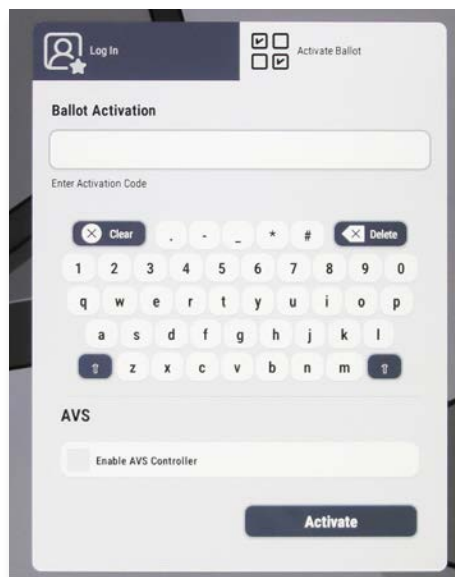 Log In
Activate Ballot
Ballot Activation
Enter Activation Code
Clear . - _ * # Delete
1 2 3 4 5 6 7 8 9 0
q w e r t y u i o p
a s d f g h j k l
⇧ z x c v b n m ⇧
AVS
Enable AVS Controller
Activate